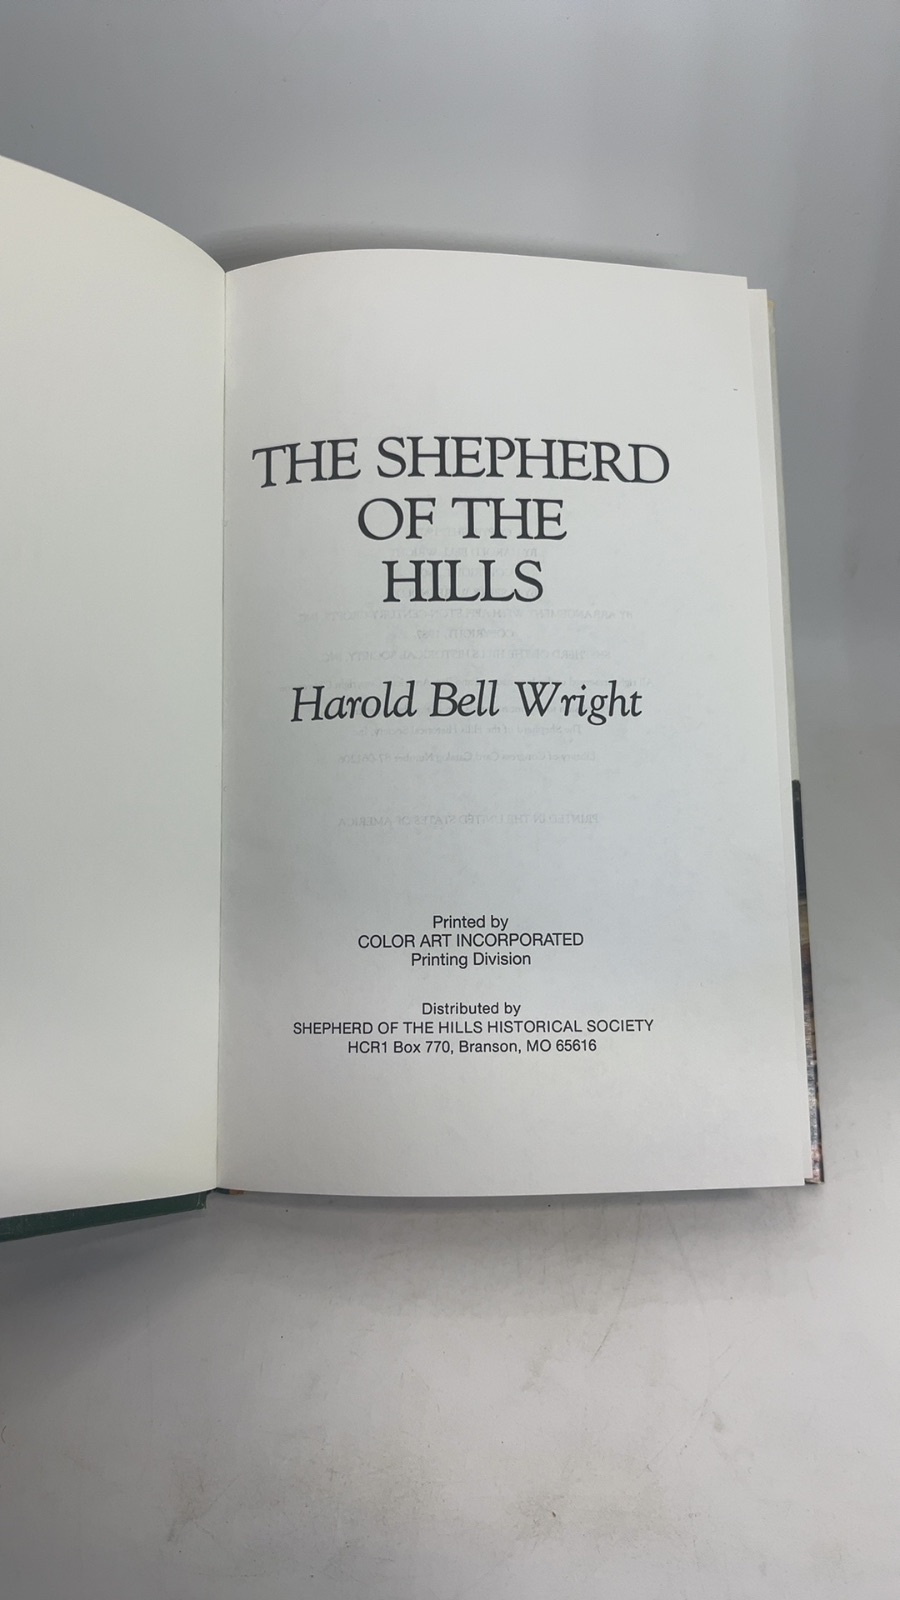 THE SHEPHERD
OF THE
HILLS
Harold Bell Wright
Printed by
COLOR ART INCORPORATED
Printing Division
Distributed by
SHEPHERD OF THE HILLS HISTORICAL SOCIETY
HCR1 Box 770, Branson, MO 65616